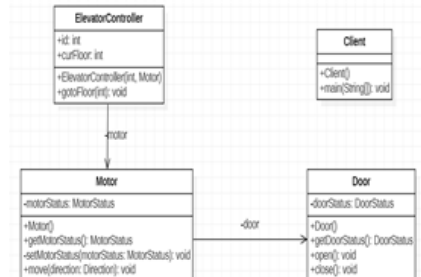 ElevatorController
+id: int
+curFloor: int
+ElevatorController(int, Motor)
+gotoFloor(int): void
Client
+Client()
+main(String[]): void
-motor
Motor
-motorStatus: MotorStatus
+Motor()
+getMotorStatus(): MotorStatus
-setMotorStatus(motorStatus: MotorStatus): void
+move(direction: Direction): void
-door
Door
-doorStatus: DoorStatus
+Door()
+getDoorStatus(): DoorStatus
+open(): void
+close(): void